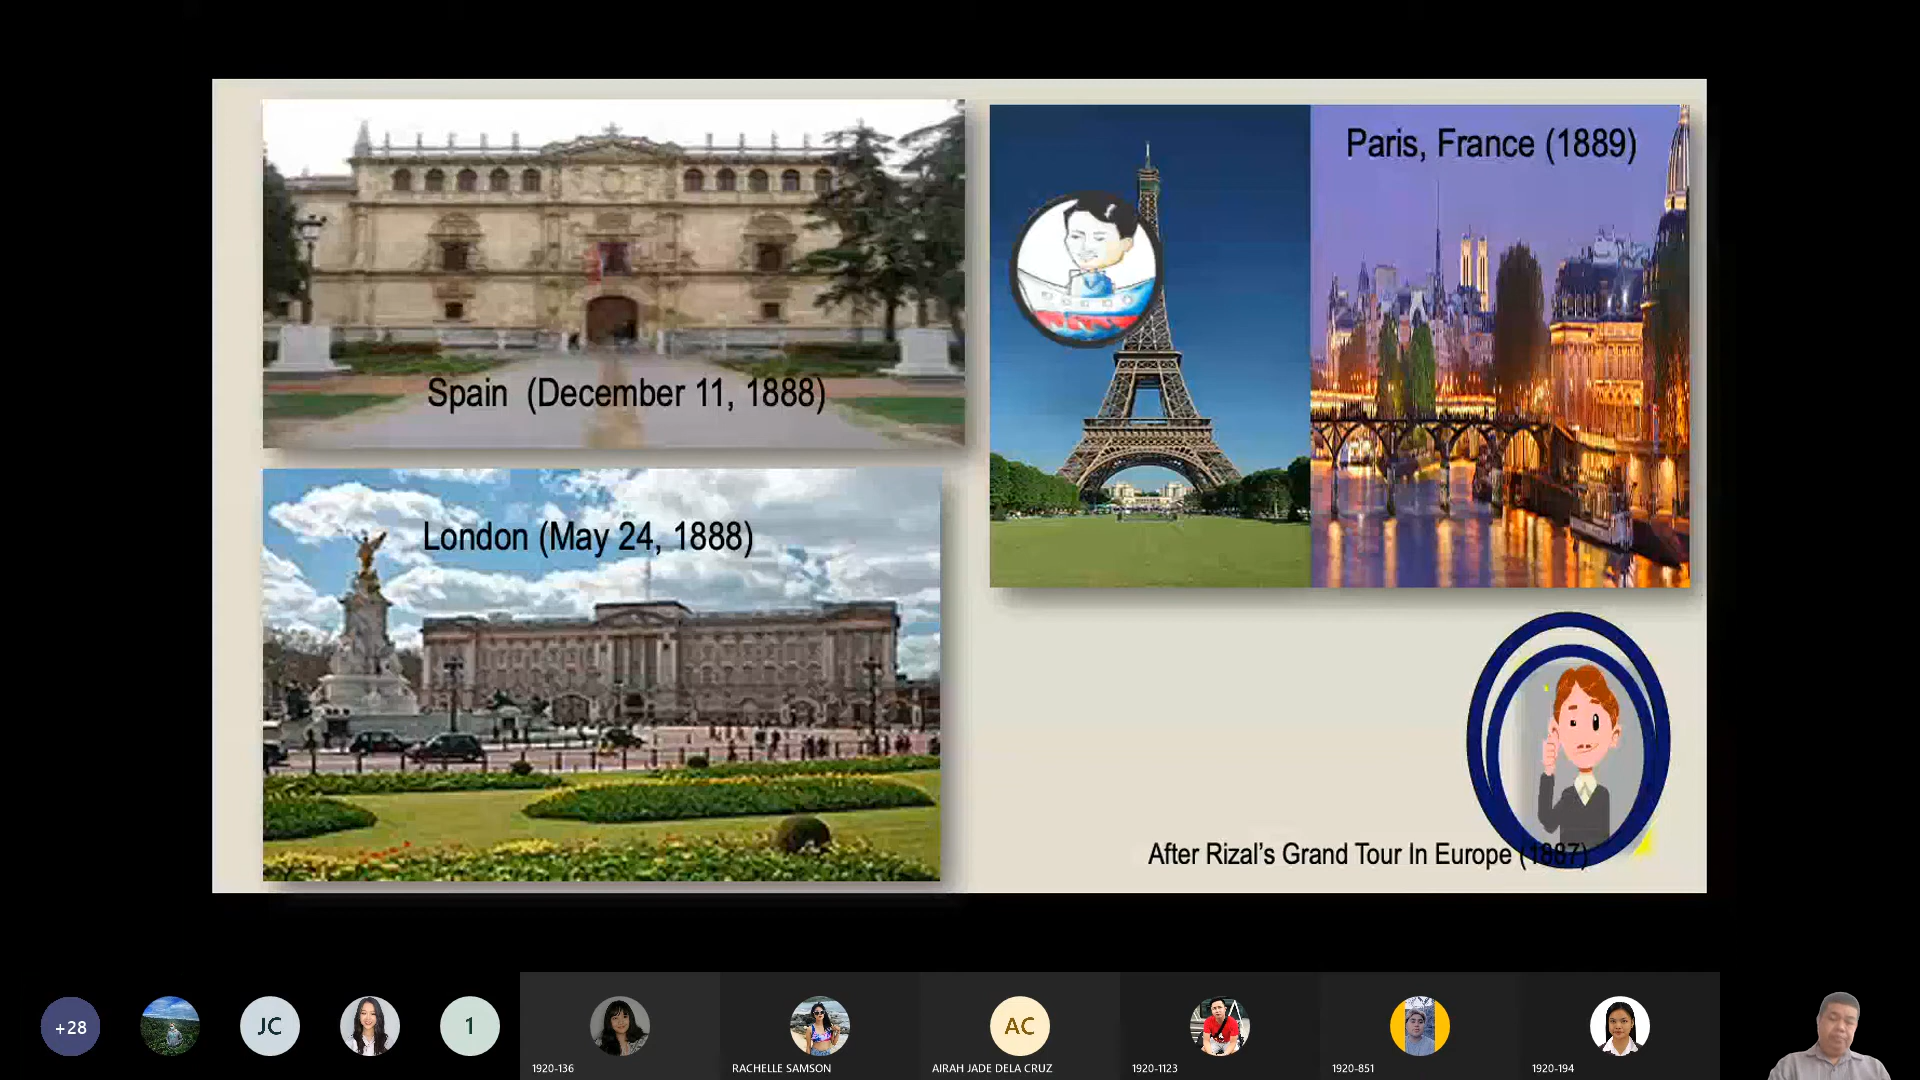 Spain (December 11, 1888)
Paris, France (1889)
London (May 24, 1888)
After Rizal's Grand Tour In Europe (1887)
+28
JC
1
AC
1920-136
RACHELLE SAMSON
AIRAH JADE DELA CRUZ
1920-1123
1920-851
1920-194